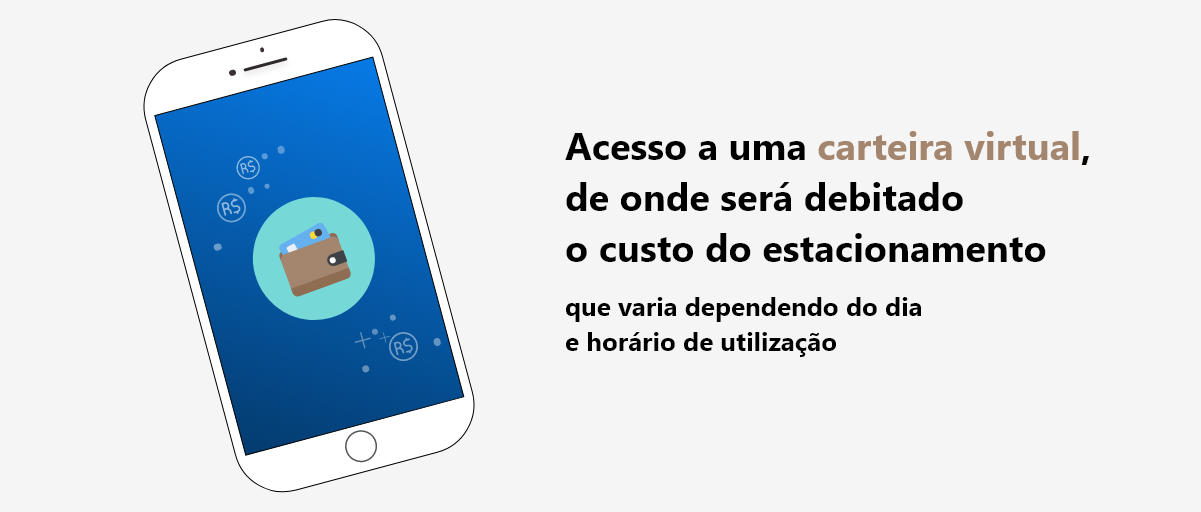 R$
R$
R$
Acesso a uma carteira virtual,
de onde será debitado
o custo do estacionamento
que varia dependendo do dia
e horário de utilização